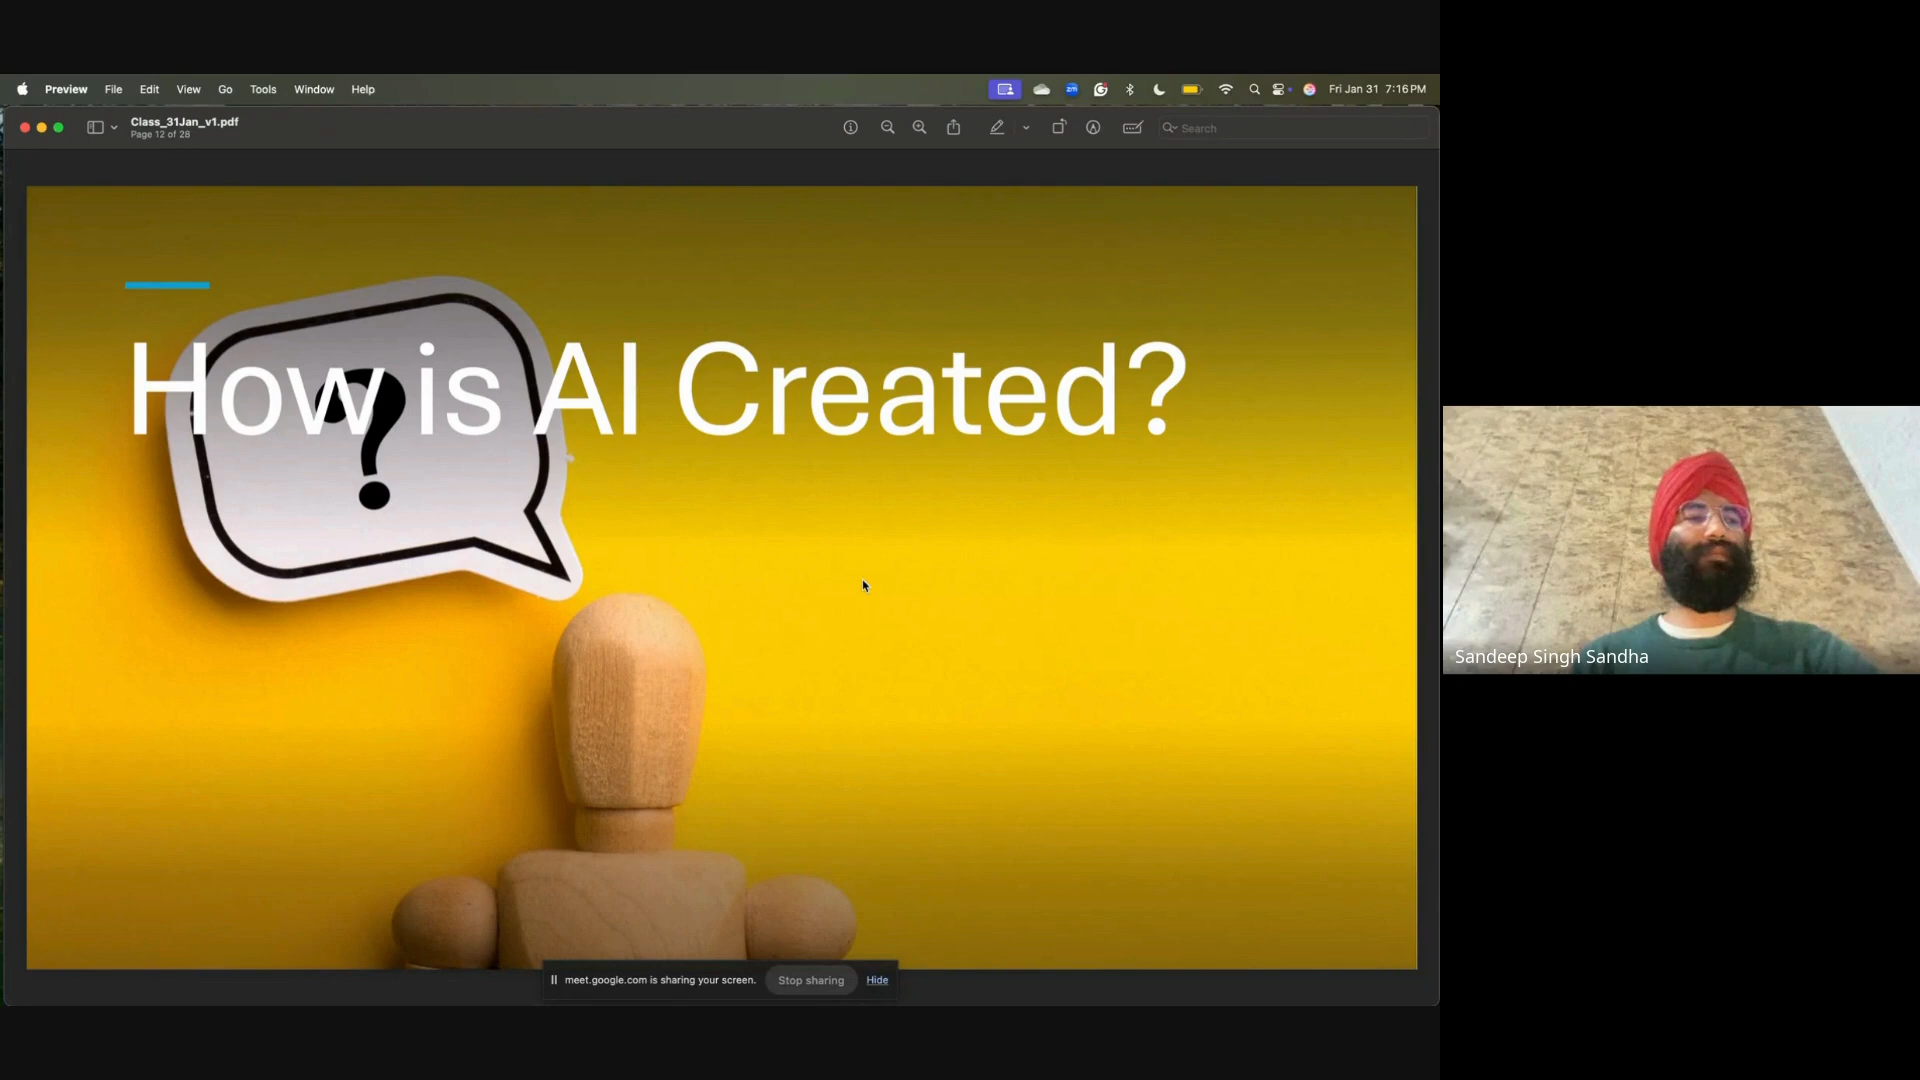 Preview File Edit View Go Tools Window Help Fri Jan 31 7:16 PM
Class_31Jan_v1.pdf
Page 12 of 28
Search
How is AI Created?
?
Sandeep Singh Sandha
meet.google.com is sharing your screen. Stop sharing Hide